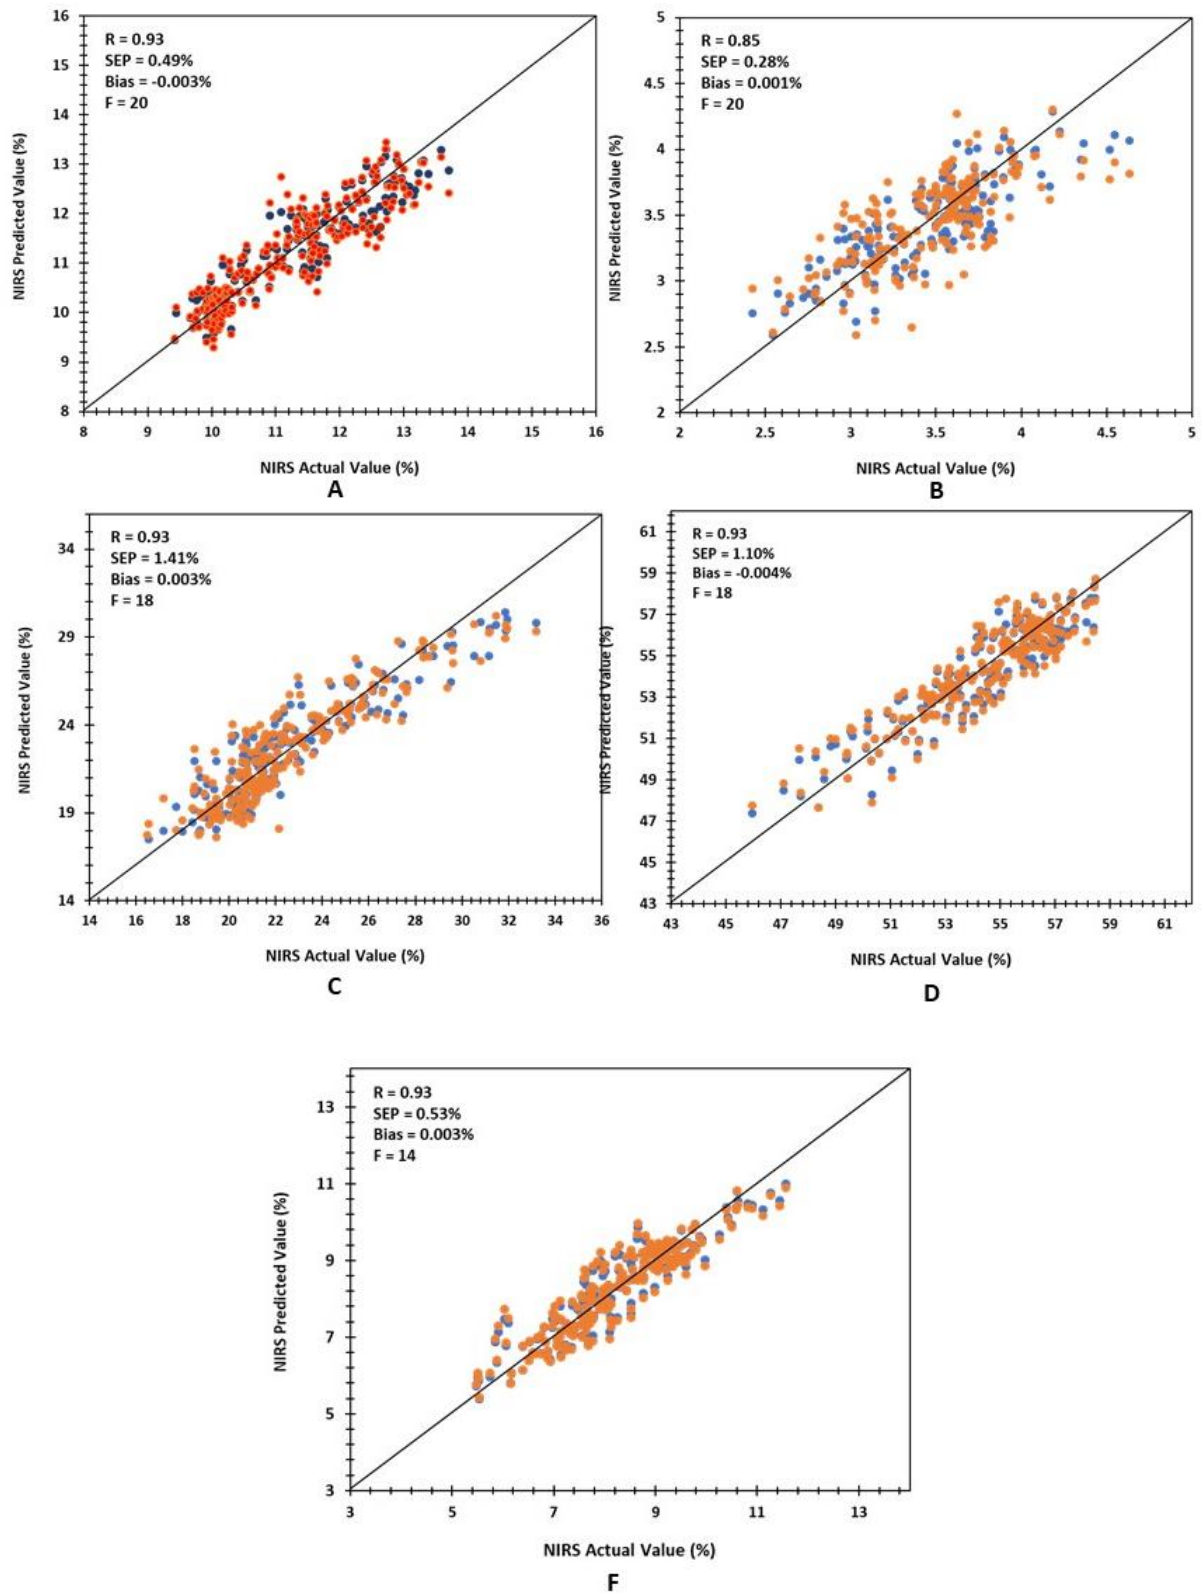 R = 0.93
SEP = 0.49%
Bias = -0.003%
F = 20
NIRS Predicted Value (%)
16
15
14
13
12
11
10
9
8
8 9 10 11 12 13 14 15 16
NIRS Actual Value (%)
A
R = 0.85
SEP = 0.28%
Bias = 0.001%
F = 20
NIRS Predicted Value (%)
5
4.5
4
3.5
3
2.5
2
2 2.5 3 3.5 4 4.5 5
NIRS Actual Value (%)
B
R = 0.93
SEP = 1.41%
Bias = 0.003%
F = 18
NIRS Predicted Value (%)
34
29
24
19
14
14 16 18 20 22 24 26 28 30 32 34 36
NIRS Actual Value (%)
C
R = 0.93
SEP = 1.10%
Bias = -0.004%
F = 18
NIRS Predicted Value (%)
61
59
57
55
53
51
49
47
45
43
43 45 47 49 51 53 55 57 59 61
NIRS Actual Value (%)
D
R = 0.93
SEP = 0.53%
Bias = 0.003%
F = 14
NIRS Predicted Value (%)
13
11
9
7
5
3
3 5 7 9 11 13
NIRS Actual Value (%)
F